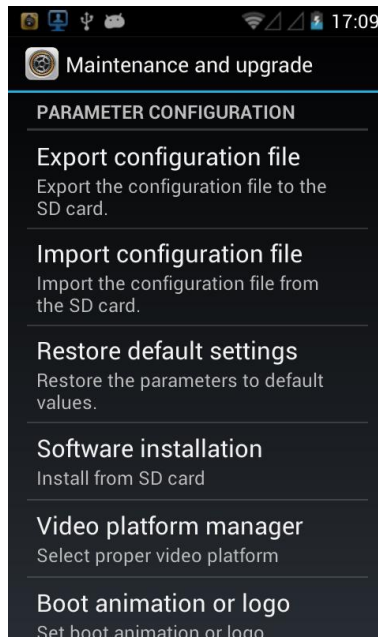 17:09
Maintenance and upgrade
PARAMETER CONFIGURATION
Export configuration file
Export the configuration file to the
SD card.
Import configuration file
Import the configuration file from
the SD card.
Restore default settings
Restore the parameters to default
values.
Software installation
Install from SD card
Video platform manager
Select proper video platform
Boot animation or logo
Set boot animation or logo